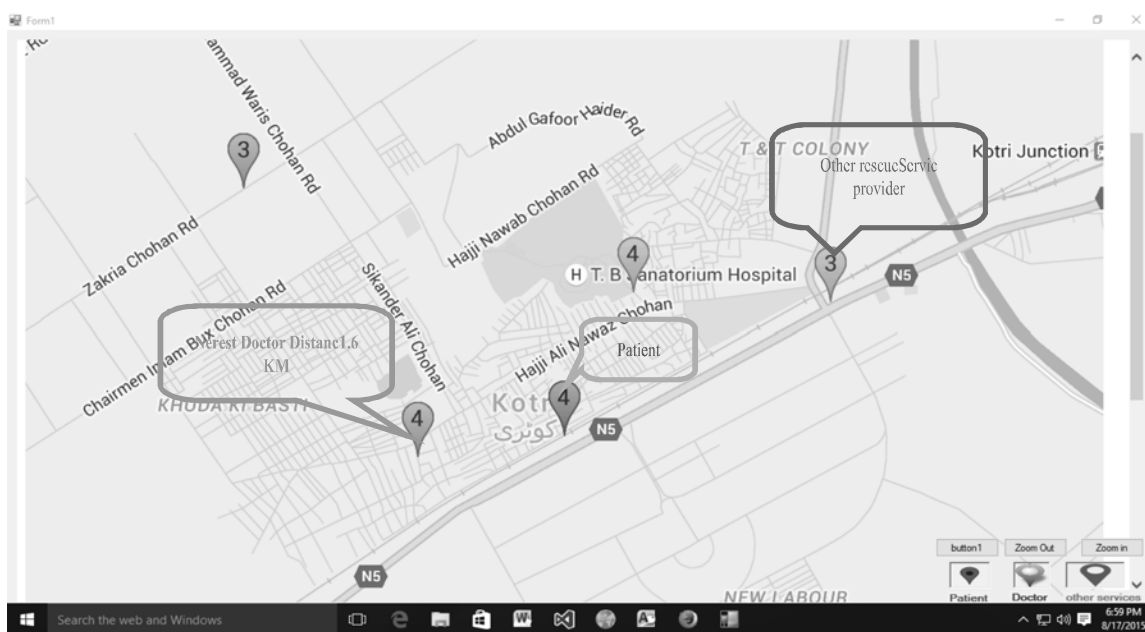 Form1
ammad Waris Chohan Rd
Abdul Gafoor Haider Rd
3
T & T COLONY
Kotri Junction
Other rescucServic
provider
Hajji Nawab Chohan Rd
Zakria Chohan Rd
4
H T. B Sanatorium Hospital
3
N5
Sikander Ali Chohan
Chairmen Imam Bux Chohan Rd
Hajji Ali Nawaz Chohan
Doctor Distanc1.6
KM
Patient
KHUDA KI BASTI
4
Kotri
کوٹری
4
N5
N5
NEW LABOUR
button1
Zoom Out
Zoom in
Patient
Doctor
other services
Search the web and Windows
6:59 PM
8/17/2015